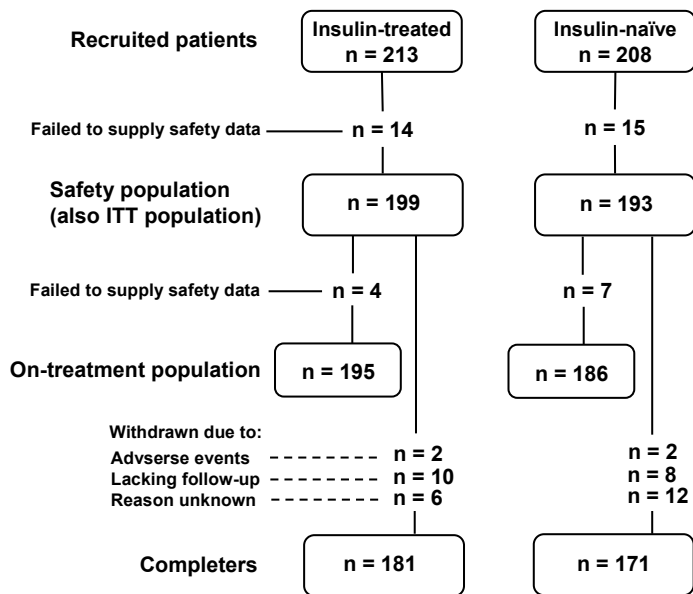 Recruited patients
Insulin-treated
n = 213
Insulin-naïve
n = 208
Failed to supply safety data
n = 14
n = 15
Safety population
(also ITT population)
n = 199
n = 193
Failed to supply safety data
n = 4
n = 7
On-treatment population
n = 195
n = 186
Withdrawn due to:
Advserse events
n = 2
n = 2
Lacking follow-up
n = 10
n = 8
Reason unknown
n = 6
n = 12
Completers
n = 181
n = 171